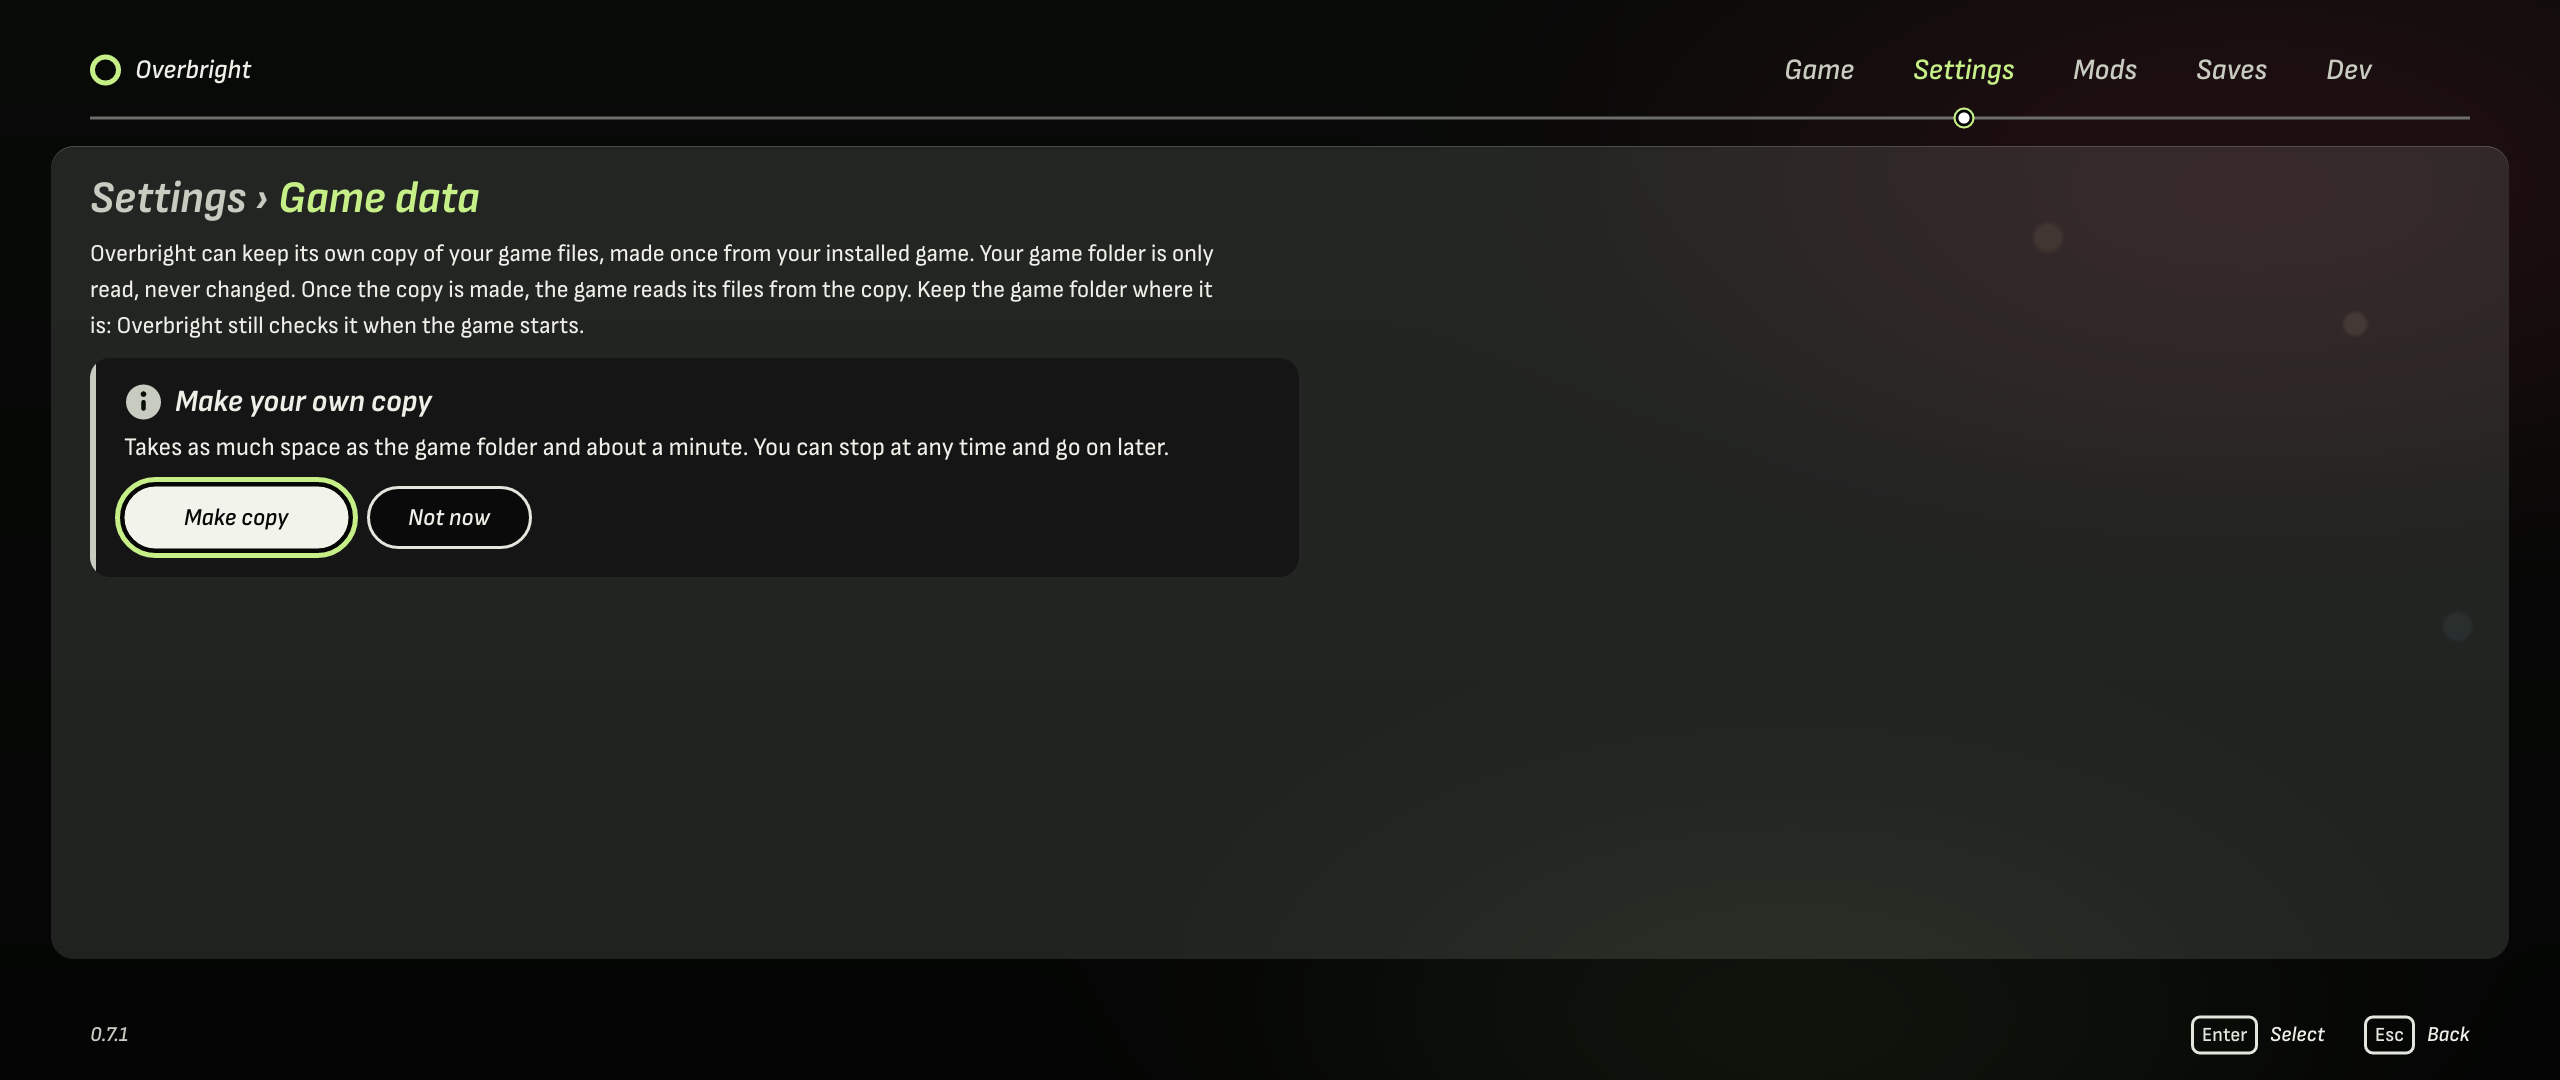 Overbright
Game Settings Mods Saves Dev
Settings › Game data
Overbright can keep its own copy of your game files, made once from your installed game. Your game folder is only
read, never changed. Once the copy is made, the game reads its files from the copy. Keep the game folder where it
is: Overbright still checks it when the game starts.
Make your own copy
Takes as much space as the game folder and about a minute. You can stop at any time and go on later.
Make copy Not now
0.7.1
Enter Select Esc Back